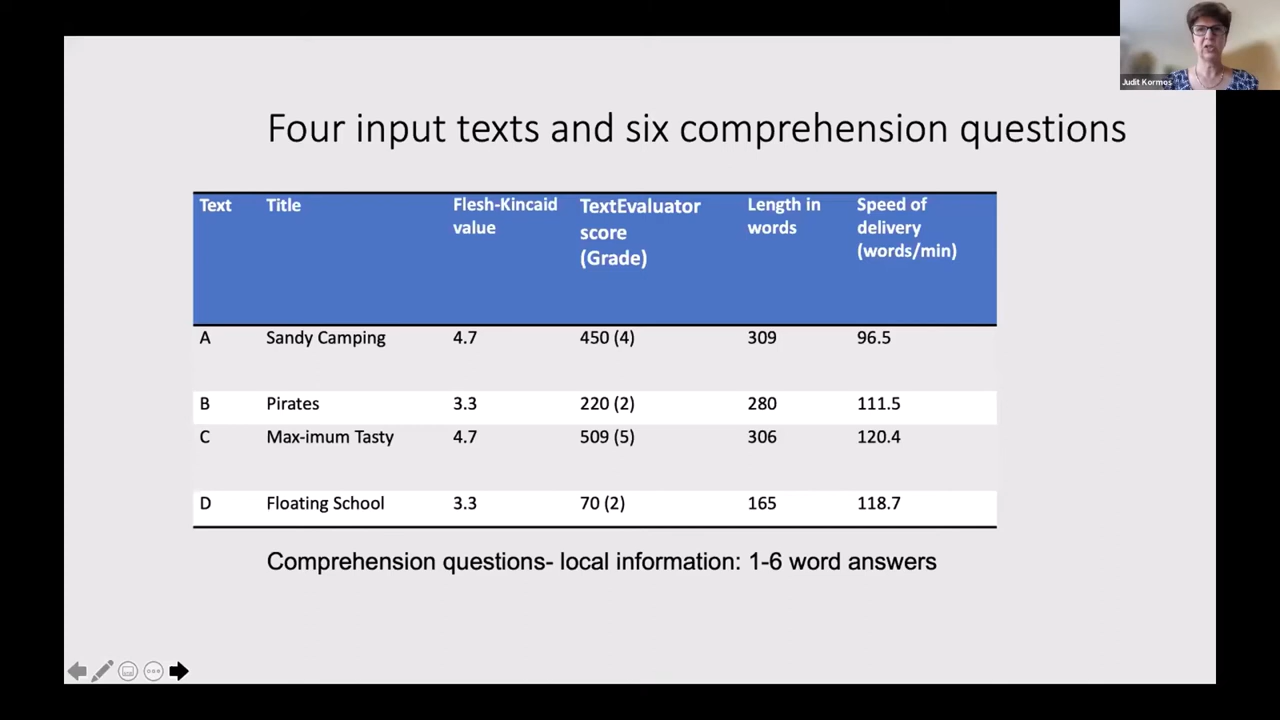 Judit Kormos
Four input texts and six comprehension questions
Text Title Flesh-Kincaid value TextEvaluator score (Grade) Length in words Speed of delivery (words/min)
A Sandy Camping 4.7 450 (4) 309 96.5
B Pirates 3.3 220 (2) 280 111.5
C Max-imum Tasty 4.7 509 (5) 306 120.4
D Floating School 3.3 70 (2) 165 118.7
Comprehension questions- local information: 1-6 word answers